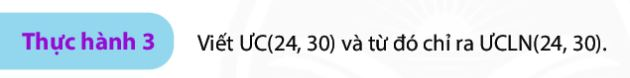 Thực hành 3 Viết ƯC(24, 30) và từ đó chỉ ra ƯCLN(24, 30).